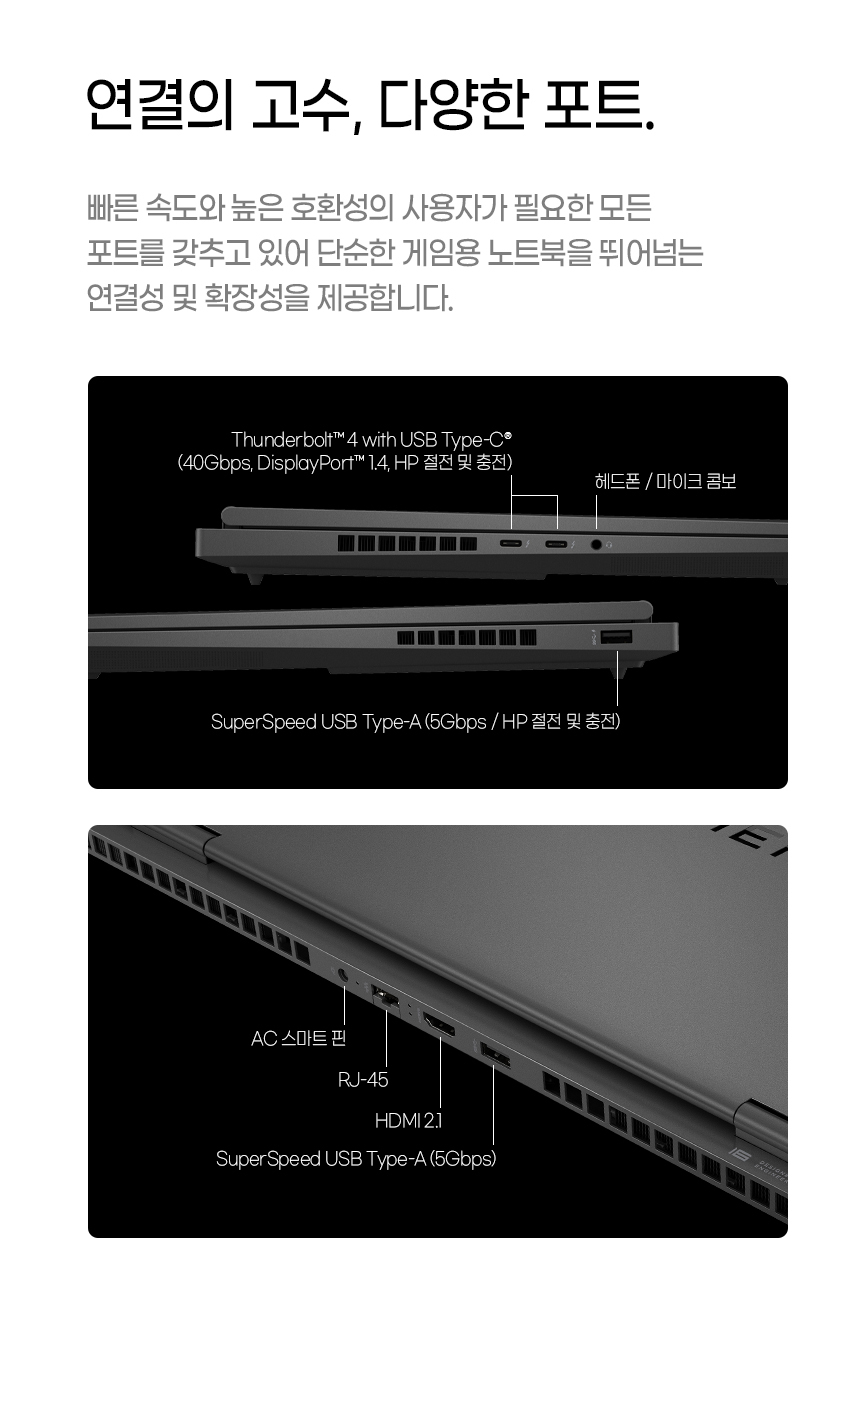 연결의 고수, 다양한 포트.
빠른 속도와 높은 호환성의 사용자가 필요한 모든
포트를 갖추고 있어 단순한 게임용 노트북을 뛰어넘는
연결성 및 확장성을 제공합니다.
Thunderbolt™ 4 with USB Type-C®
(40Gbps, DisplayPort™ 1.4, HP 절전 및 충전)
헤드폰 / 마이크 콤보
SuperSpeed USB Type-A (5Gbps / HP 절전 및 충전)
AC 스마트 핀
RJ-45
HDMI 2.1
SuperSpeed USB Type-A (5Gbps)
16